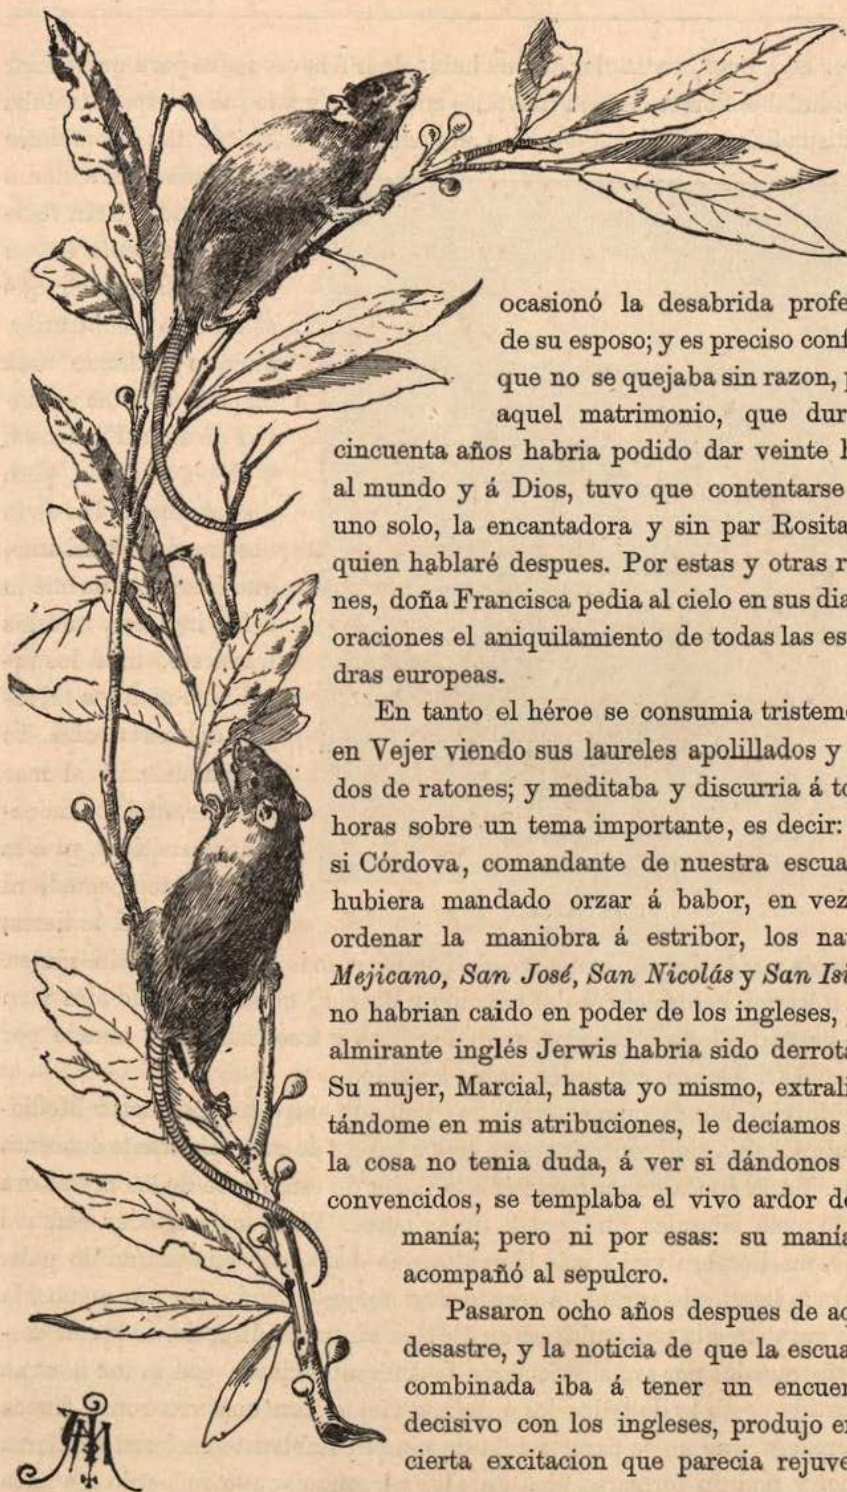 ocasionó la desabrida profe
de su esposo; y es preciso conf
que no se quejaba sin razon, p
aquel matrimonio, que dur
cincuenta años habria podido dar veinte h
al mundo y á Dios, tuvo que contentarse
uno solo, la encantadora y sin par Rosita
quien hablaré despues. Por estas y otras r
nes, doña Francisca pedia al cielo en sus dia
oraciones el aniquilamiento de todas las es
dras europeas.
En tanto el héroe se consumia tristeme
en Vejer viendo sus laureles apolillados y
dos de ratones; y meditaba y discurria á to
horas sobre un tema importante, es decir:
si Córdova, comandante de nuestra escua
hubiera mandado orzar á babor, en vez
ordenar la maniobra á estribor, los na
Mejicano, San José, San Nicolás y San Isi
no habrian caido en poder de los ingleses,
almirante inglés Jerwis habria sido derrota
Su mujer, Marcial, hasta yo mismo, extrali
tándome en mis atribuciones, le decíamos
la cosa no tenia duda, á ver si dándonos
convencidos, se templaba el vivo ardor de
manía; pero ni por esas: su manía
acompañó al sepulcro.
Pasaron ocho años despues de aq
desastre, y la noticia de que la escua
combinada iba á tener un encuen
decisivo con los ingleses, produjo e
cierta excitacion que parecia rejuve